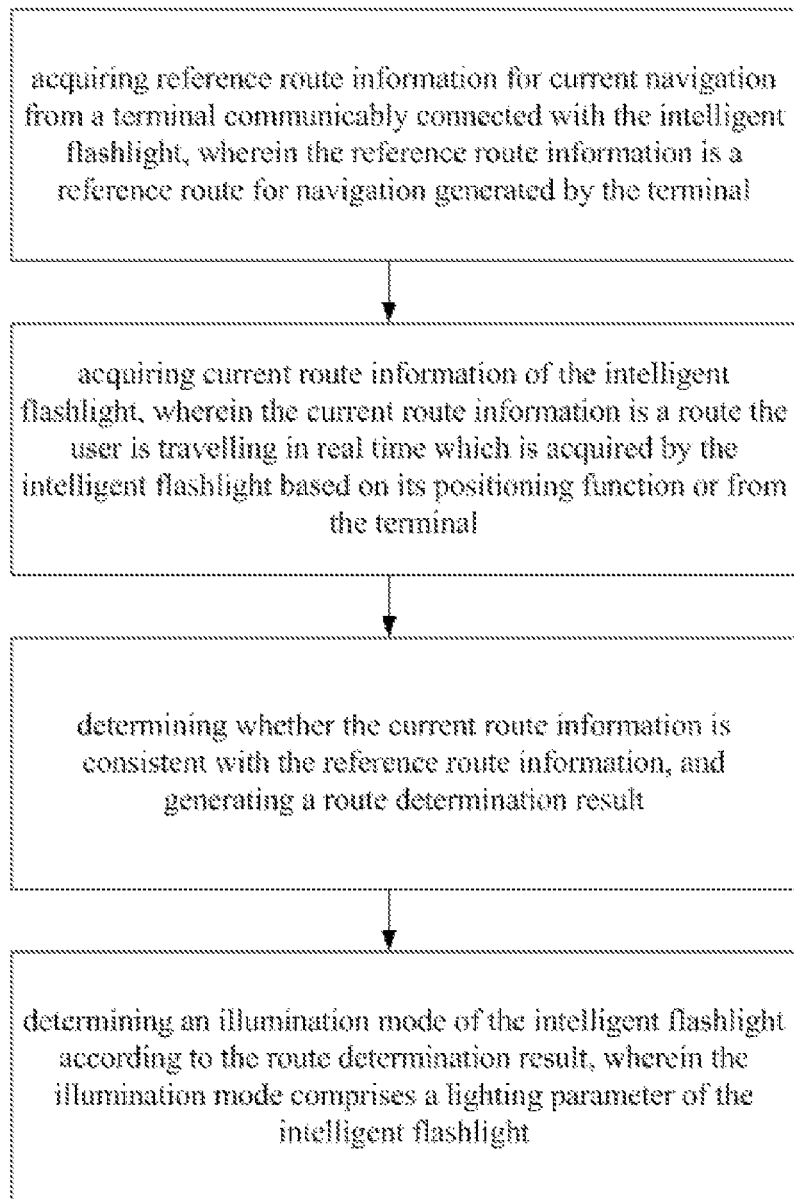 acquiring reference route information for current navigation
from a terminal communicably connected with the intelligent
flashlight, wherein the reference route information is a
reference route for navigation generated by the terminal
acquiring current route information of the intelligent
flashlight, wherein the current route information is a route the
user is travelling in real time which is acquired by the
intelligent flashlight based on its positioning function or from
the terminal
determining whether the current route information is
consistent with the reference route information, and
generating a route determination result
determining an illumination mode of the intelligent flashlight
according to the route determination result, wherein the
illumination mode comprises a lighting parameter of the
intelligent flashlight